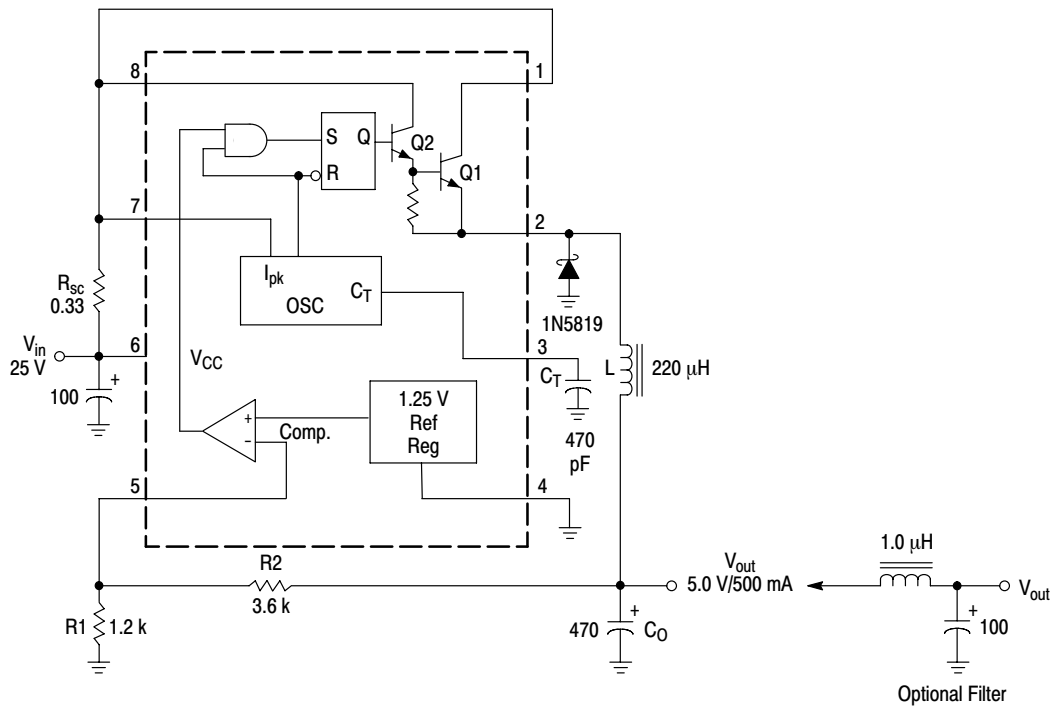 8
1
S
Q
Q2
R
Q1
7
2
Rsc
0.33
Ipk
CT
OSC
1N5819
Vin
25 V
6
VCC
3
CT
L
220 μH
100
+
1.25 V
Ref
Reg
+
−
Comp.
470
pF
5
4
R2
3.6 k
Vout
5.0 V/500 mA
1.0 μH
Vout
R1
1.2 k
470
+
CO
+
100
Optional Filter